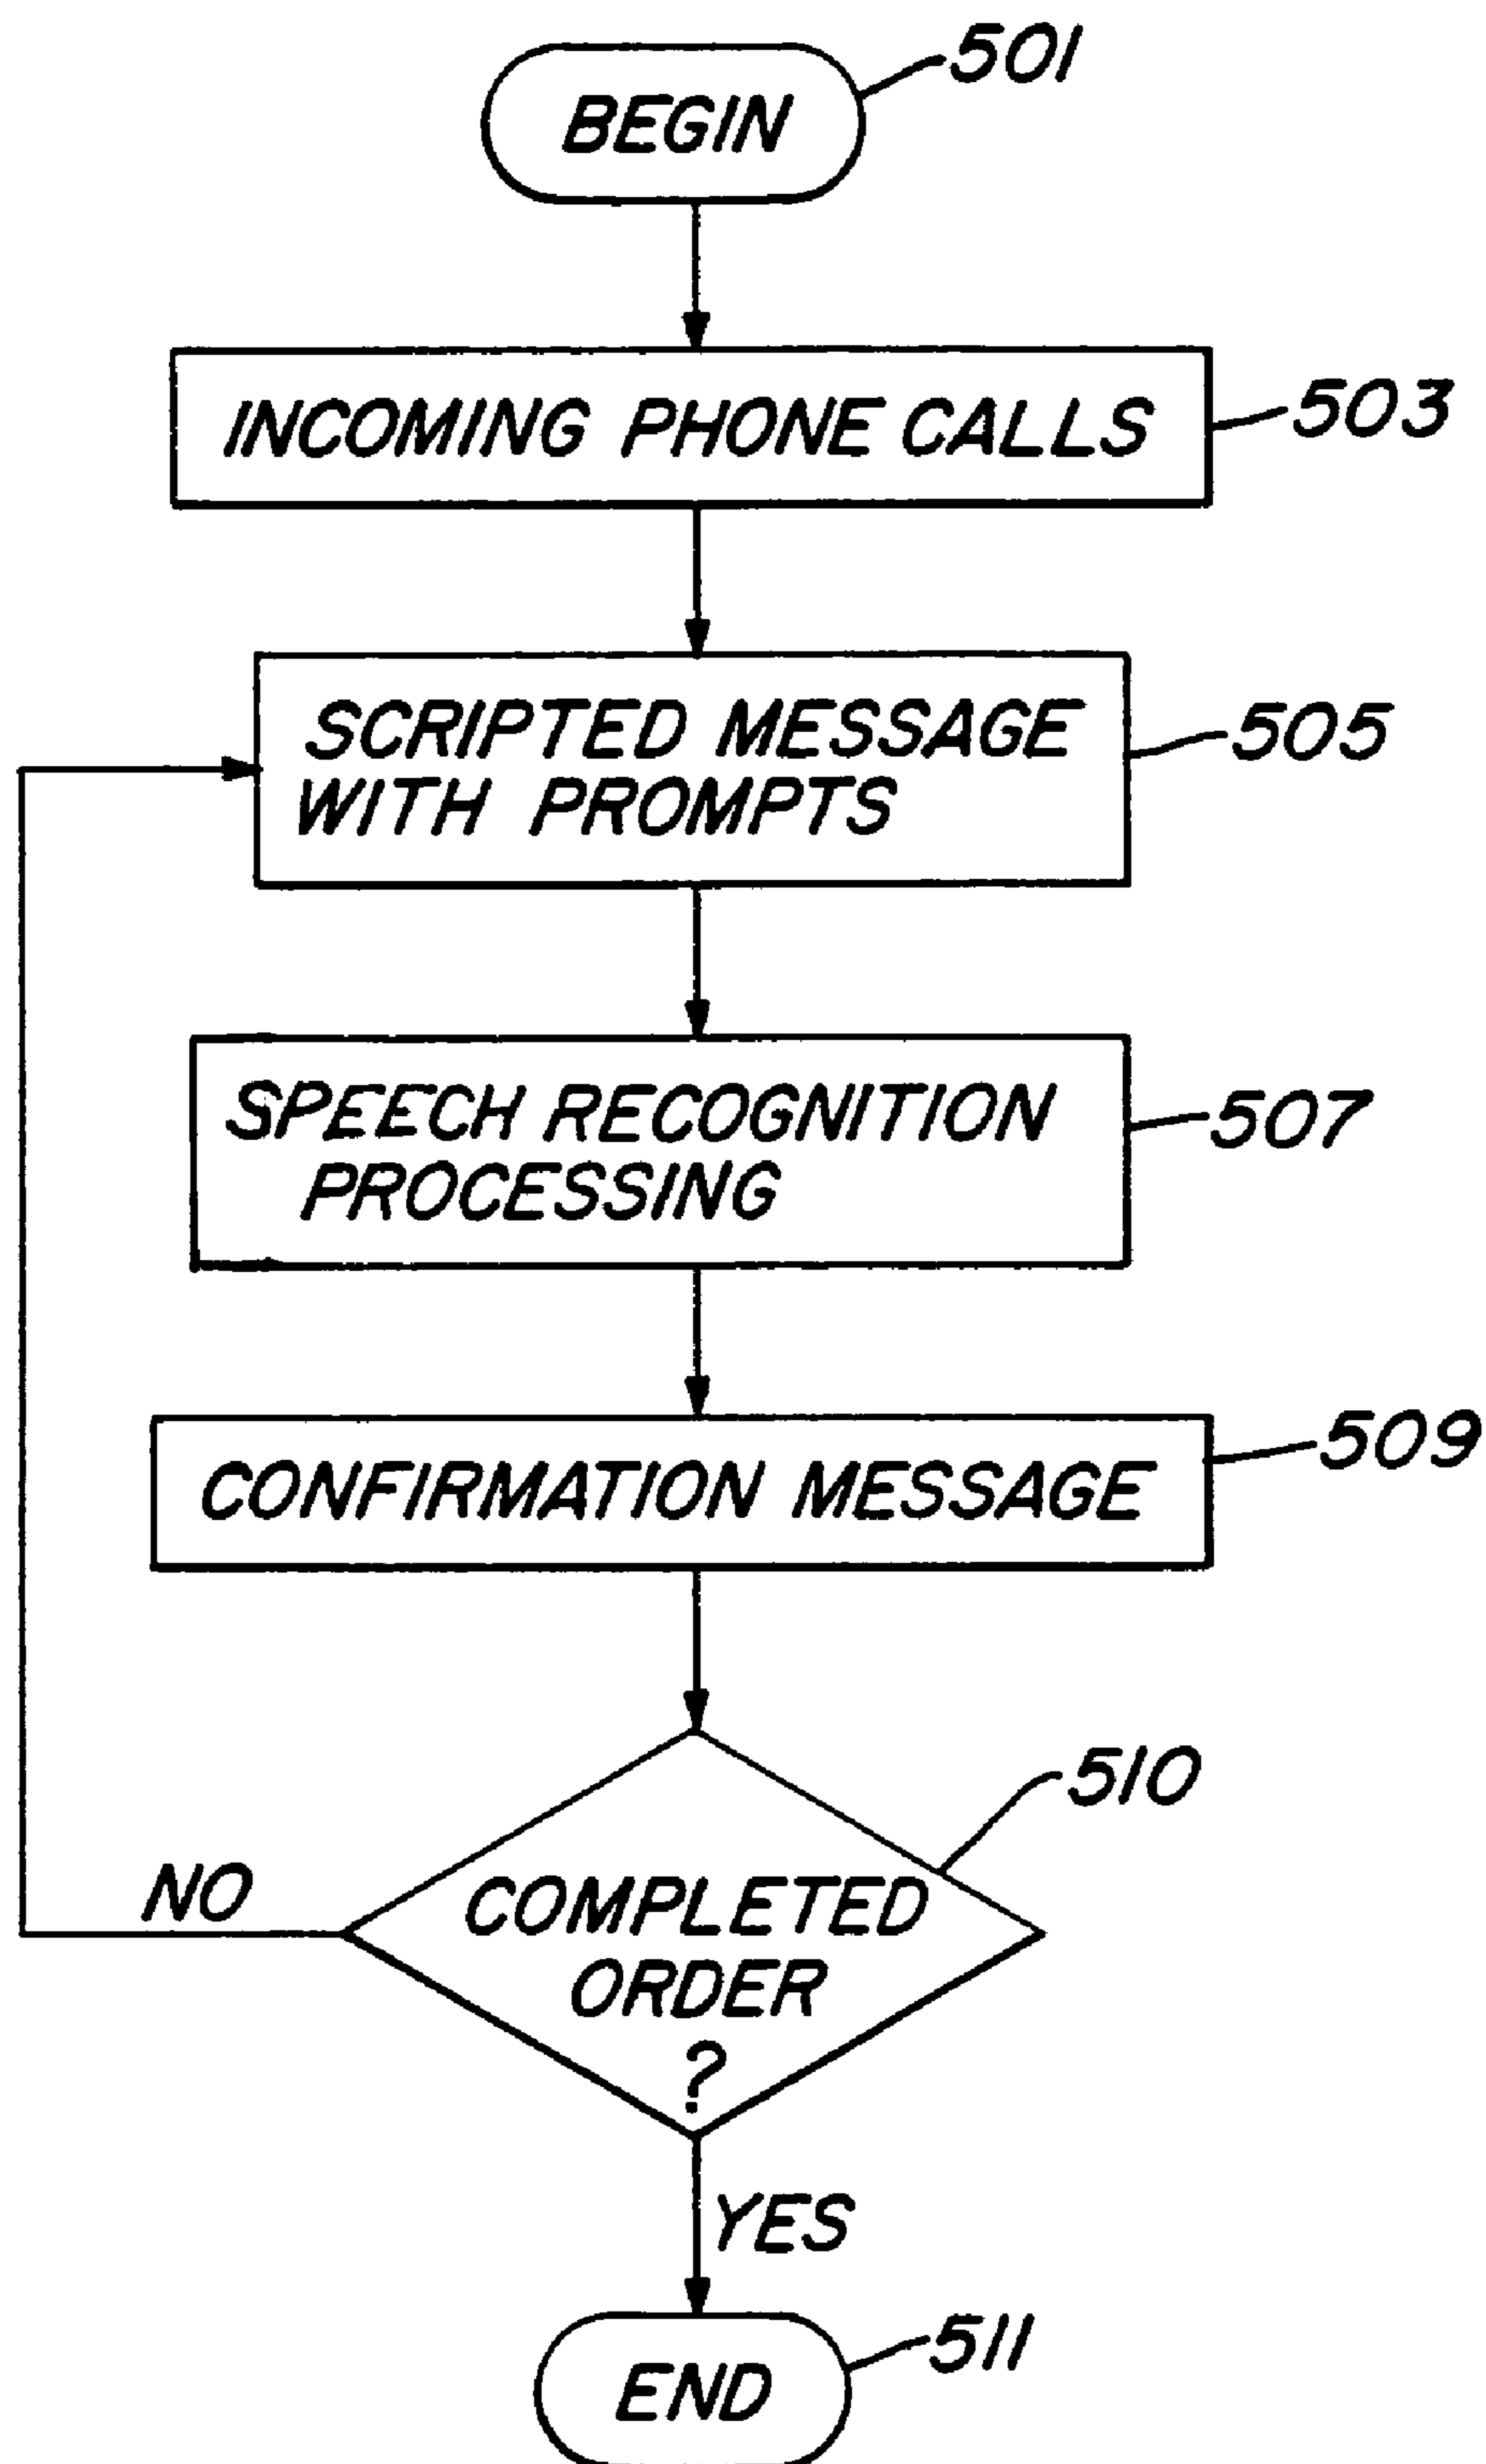 501
BEGIN
INCOMING PHONE CALLS
503
SCRIPTED MESSAGE
WITH PROMPTS
505
SPEECH RECOGNITION
PROCESSING
507
CONFIRMATION MESSAGE
509
510
COMPLETED
ORDER
?
NO
YES
END
511